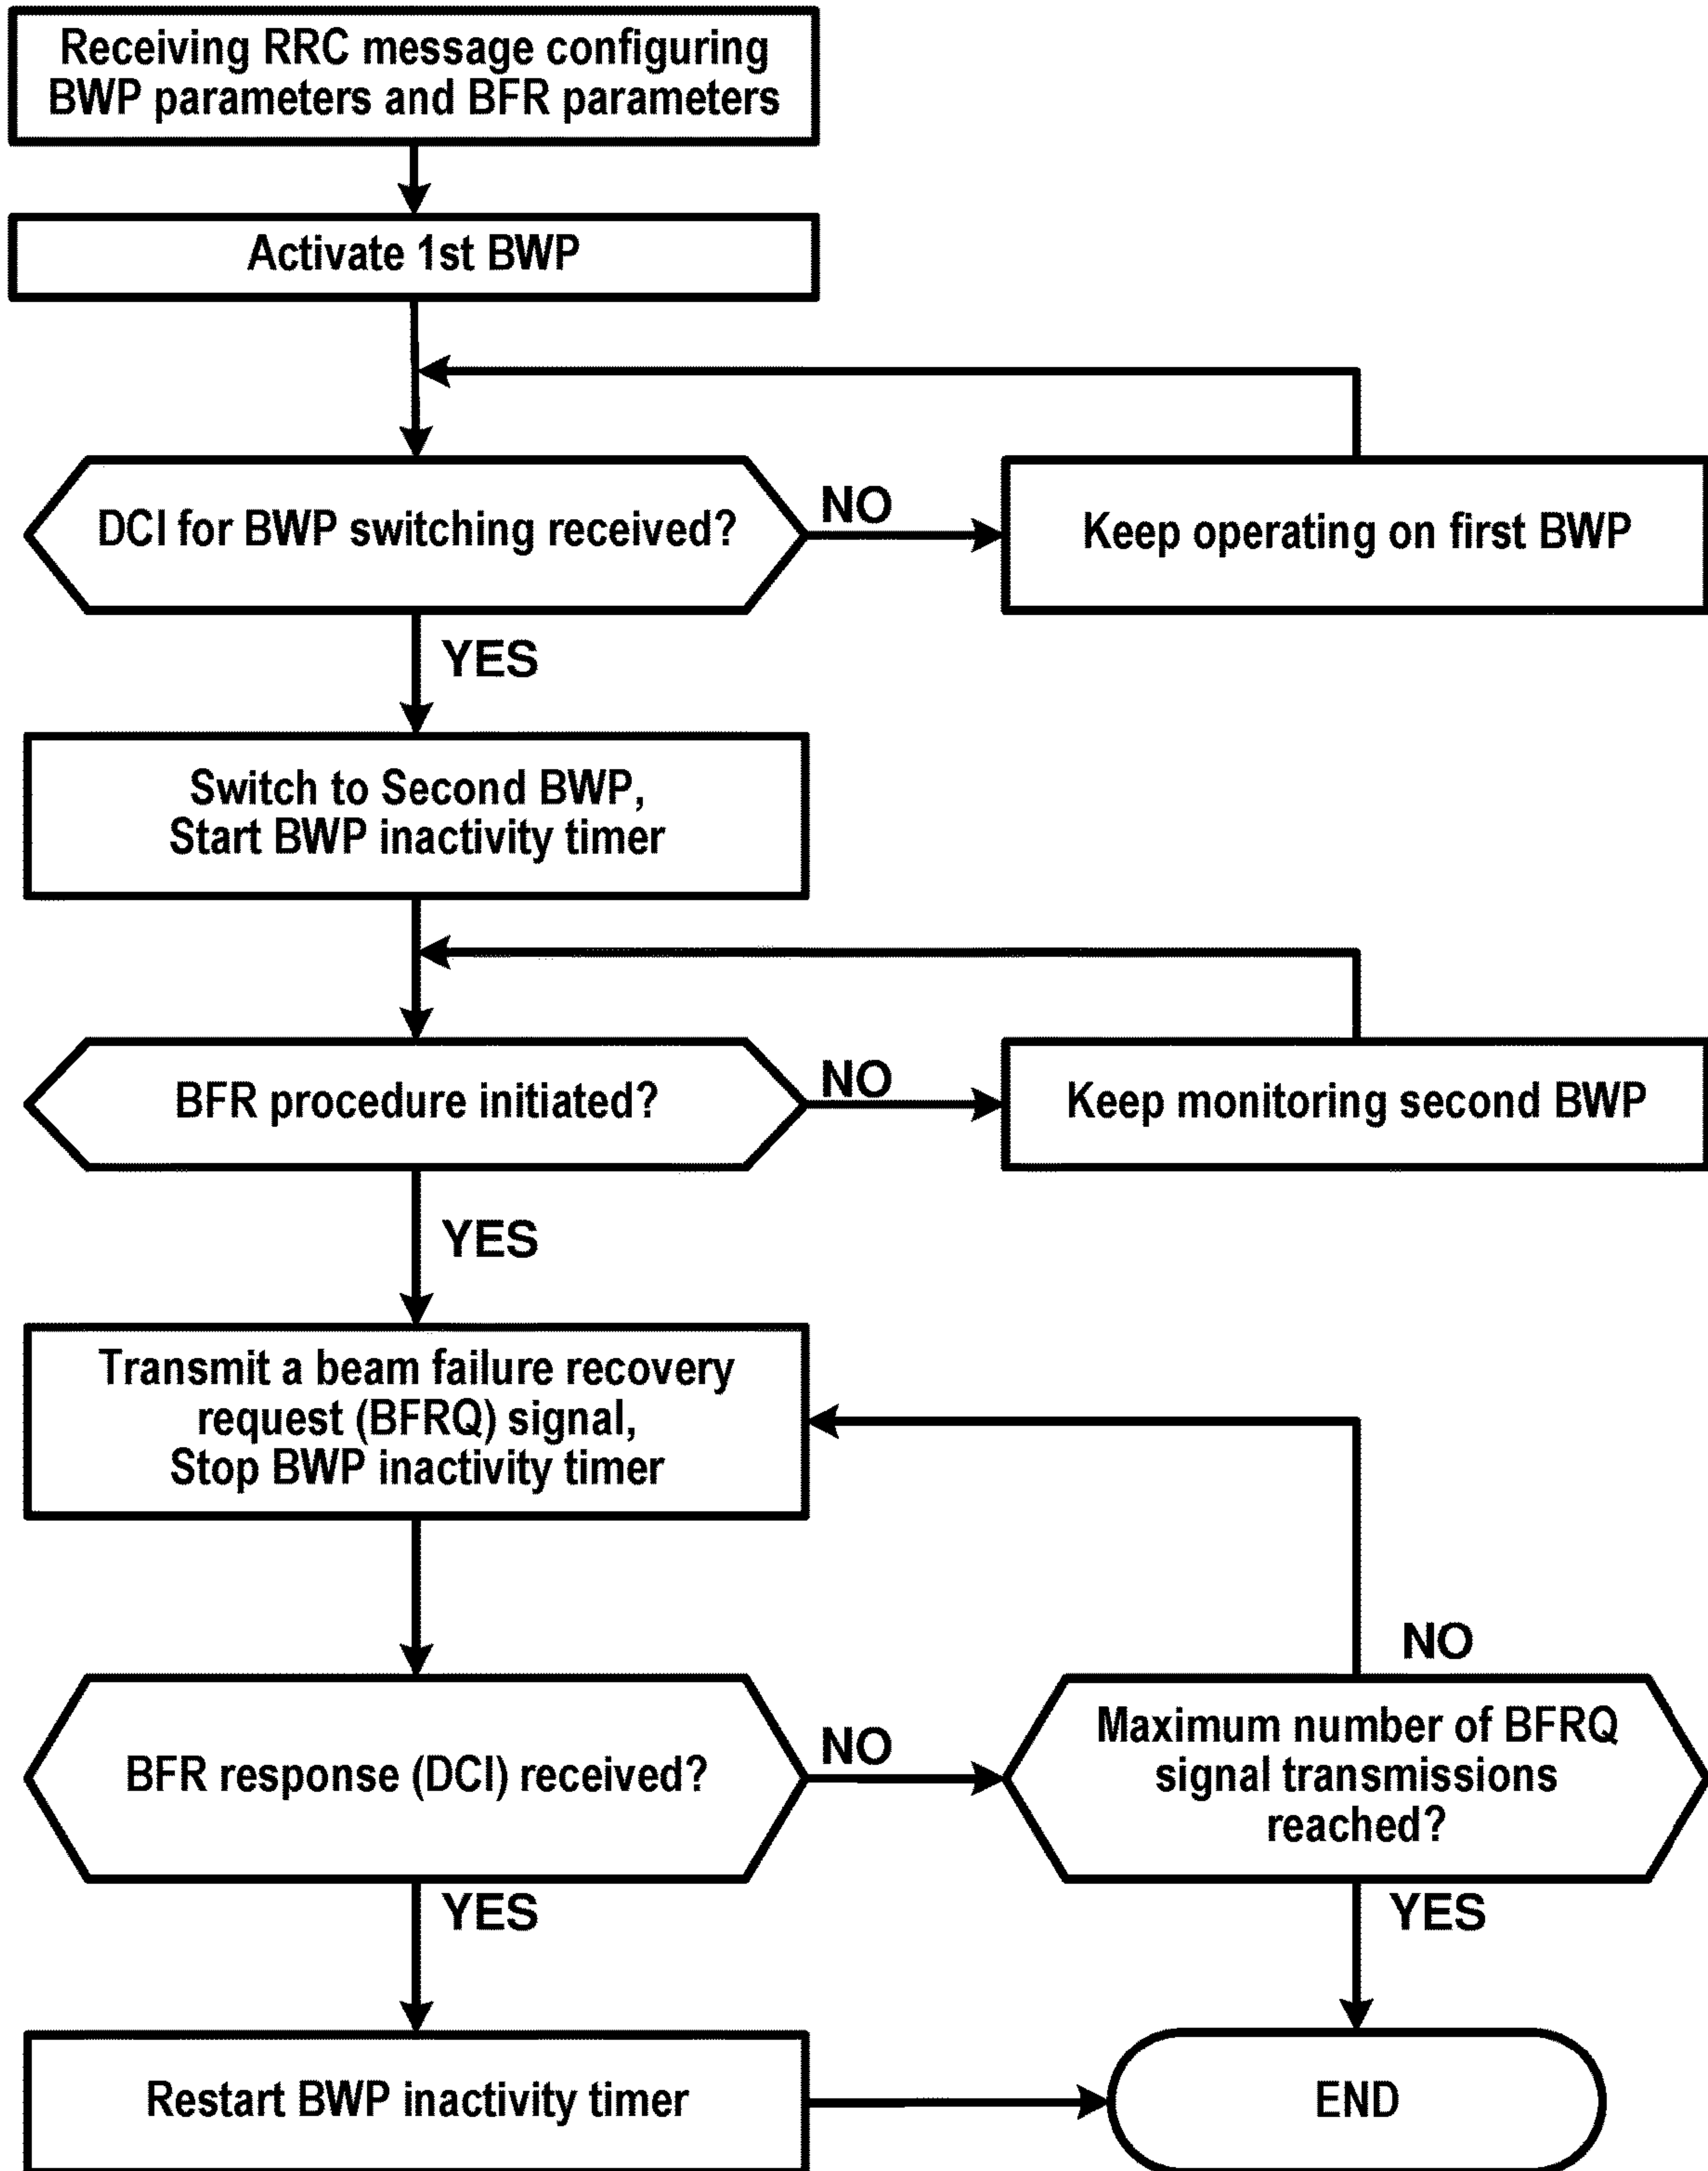 Receiving RRC message configuring
BWP parameters and BFR parameters
Activate 1st BWP
DCI for BWP switching received?
NO
Keep operating on first BWP
YES
Switch to Second BWP,
Start BWP inactivity timer
BFR procedure initiated?
NO
Keep monitoring second BWP
YES
Transmit a beam failure recovery
request (BFRQ) signal,
Stop BWP inactivity timer
BFR response (DCI) received?
NO
Maximum number of BFRQ
signal transmissions
reached?
NO
YES
YES
Restart BWP inactivity timer
END